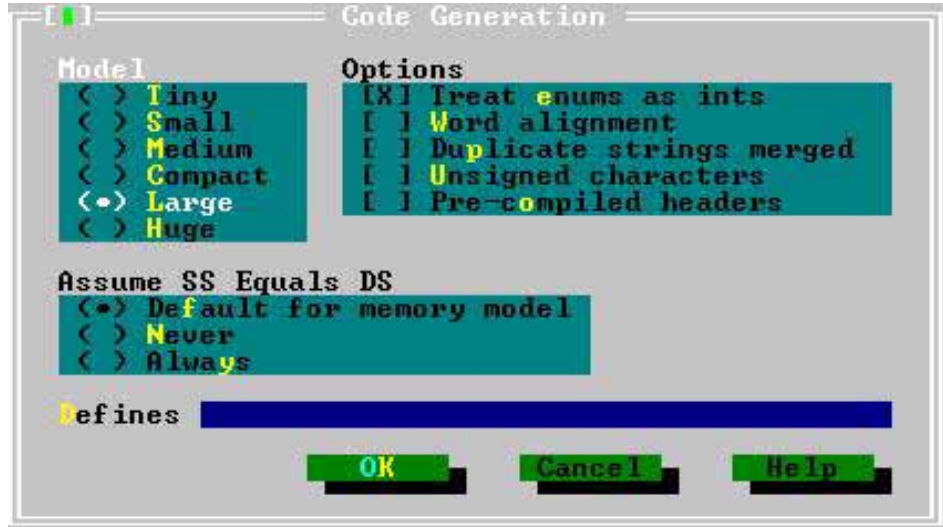 [■] Code Generation
Model
( ) Tiny
( ) Small
( ) Medium
( ) Compact
(•) Large
( ) Huge
Options
[X] Treat enums as ints
[ ] Word alignment
[ ] Duplicate strings merged
[ ] Unsigned characters
[ ] Pre-compiled headers
Assume SS Equals DS
(•) Default for memory model
( ) Never
( ) Always
Defines
OK Cancel Help